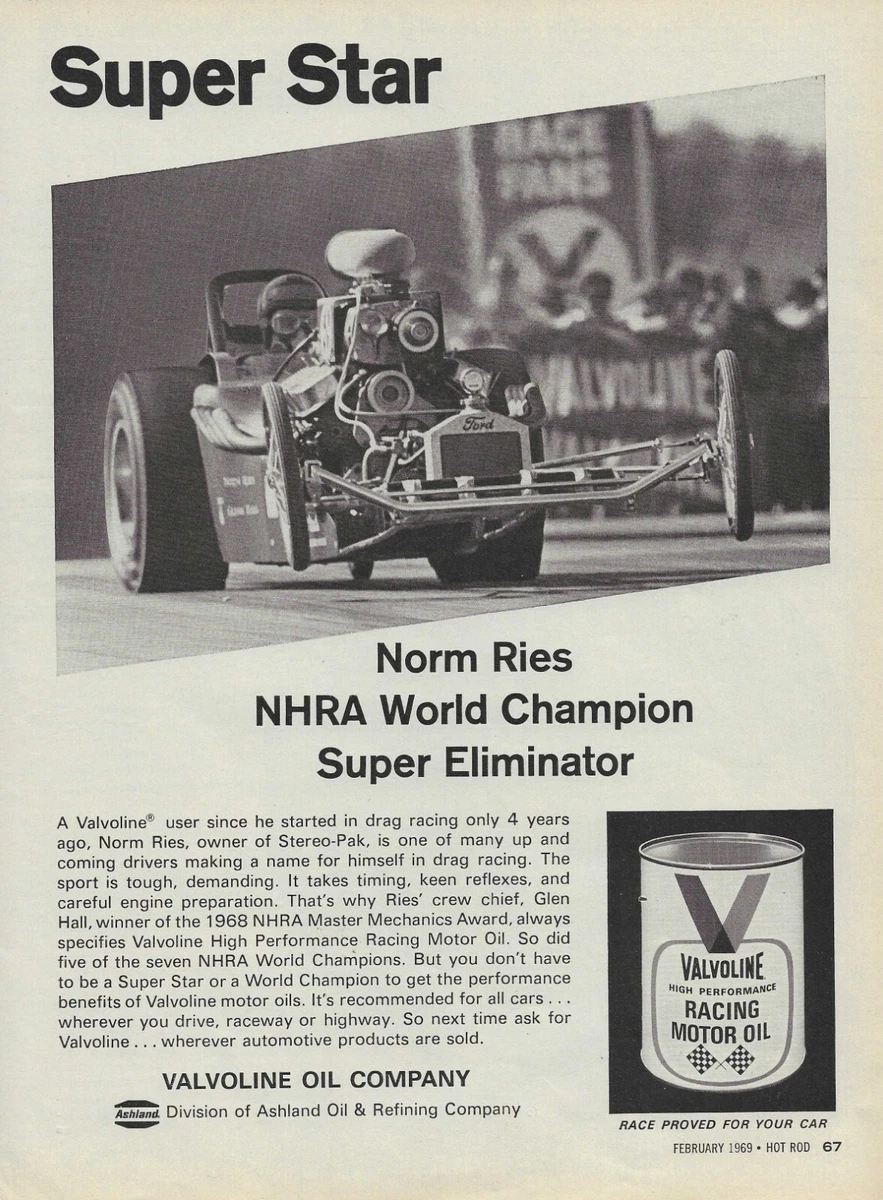 Super Star
RACE
FANS
V
VALVOLINE
Ford
NORM RIES
Norm Ries
NHRA World Champion
Super Eliminator
A Valvoline® user since he started in drag racing only 4 years
ago, Norm Ries, owner of Stereo-Pak, is one of many up and
coming drivers making a name for himself in drag racing. The
sport is tough, demanding. It takes timing, keen reflexes, and
careful engine preparation. That's why Ries' crew chief, Glen
Hall, winner of the 1968 NHRA Master Mechanics Award, always
specifies Valvoline High Performance Racing Motor Oil. So did
five of the seven NHRA World Champions. But you don't have
to be a Super Star or a World Champion to get the performance
benefits of Valvoline motor oils. It's recommended for all cars . . .
wherever you drive, raceway or highway. So next time ask for
Valvoline . . . wherever automotive products are sold.
VALVOLINE OIL COMPANY
Ashland Division of Ashland Oil & Refining Company
V
VALVOLINE
HIGH PERFORMANCE
RACING
MOTOR OIL
RACE PROVED FOR YOUR CAR
FEBRUARY 1969 • HOT ROD 67